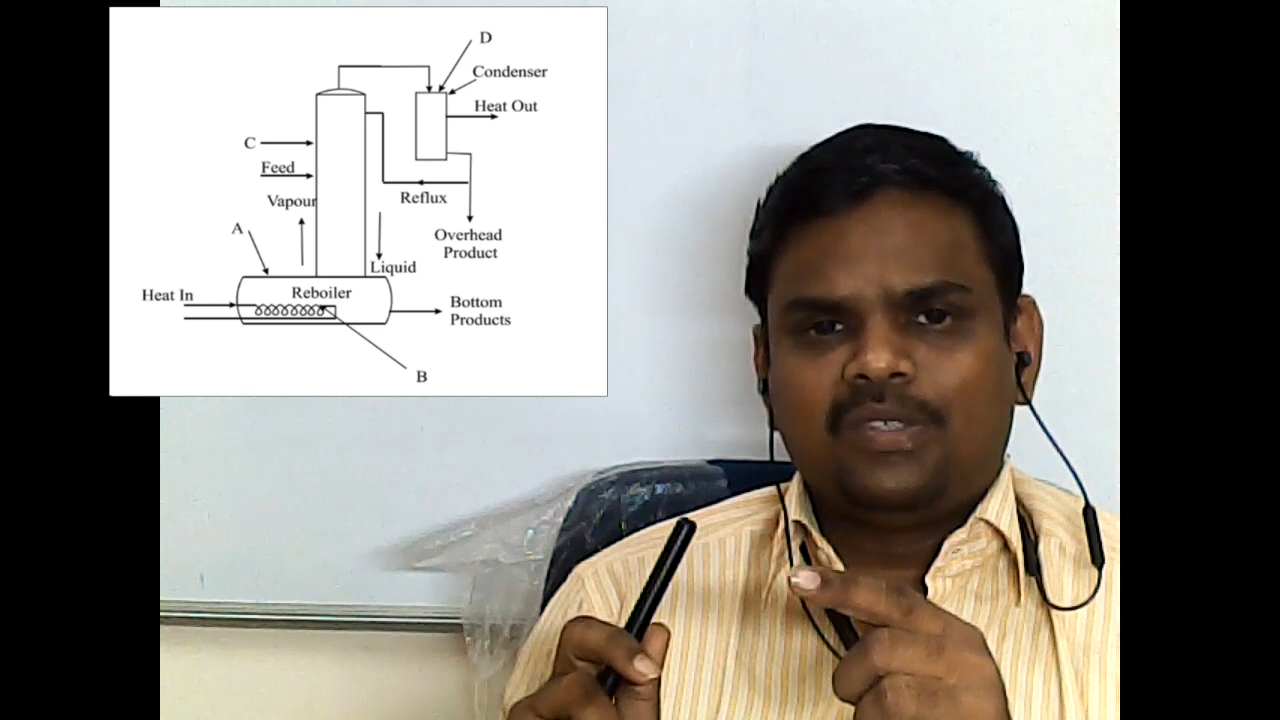 D
Condenser
Heat Out
C
Feed
Vapour
Reflux
A
Overhead
Product
Liquid
Heat In
Reboiler
Bottom
Products
B